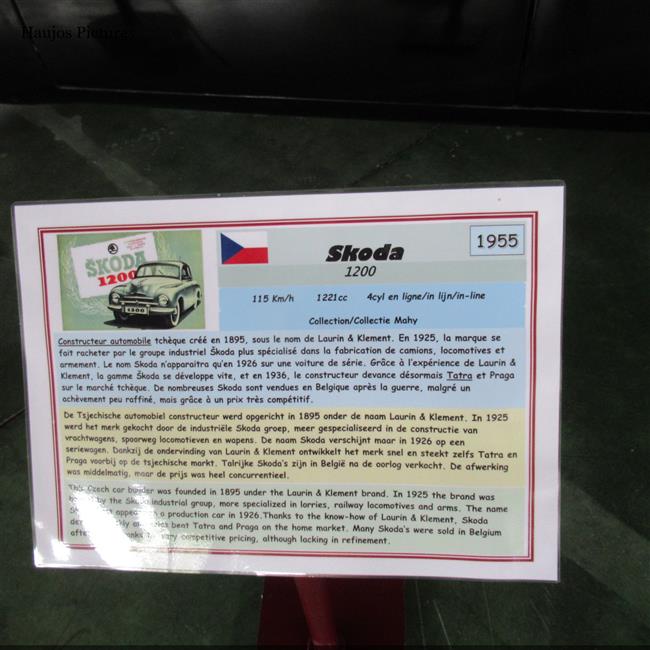 Haujos Pictures
ŠKODA
1200
1200
Skoda
1200
1955
115 Km/h 1221cc 4cyl en ligne/in lijn/in-line
Collection/Collectie Mahy
Constructeur automobile tchèque créé en 1895, sous le nom de Laurin & Klement. En 1925, la marque se
fait racheter par le groupe industriel Škoda plus spécialisé dans la fabrication de camions, locomotives et
armement. Le nom Skoda n'apparaitra qu'en 1926 sur une voiture de série. Grâce à l'expérience de Laurin &
Klement, la gamme Škoda se développe vite, et en 1936, le constructeur devance désormais Tatra et Praga
sur le marché tchèque. De nombreuses Skoda sont vendues en Belgique après la guerre, malgré un
achèvement peu raffiné, mais grâce à un prix très compétitif.
De Tsjechische automobiel constructeur werd opgericht in 1895 onder de naam Laurin & Klement. In 1925
werd het merk gekocht door de industriële Skoda groep, meer gespecialiseerd in de constructie van
vrachtwagens, spoorweg locomotieven en wapens. De naam Skoda verschijnt maar in 1926 op een
seriewagen. Dankzij de ondervinding van Laurin & Klement ontwikkelt het merk snel en steekt zelfs Tatra en
Praga voorbij op de tsjechische markt. Talrijke Skoda's zijn in België na de oorlog verkocht. De afwerking
was middelmatig, maar de prijs was heel concurrentieel.
This Czech car builder was founded in 1895 under the Laurin & Klement brand. In 1925 the brand was
by the Skoda industrial group, more specialized in lorries, railway locomotives and arms. The name
a production car in 1926.Thanks to the know-how of Laurin & Klement, Skoda
beat Tatra and Praga on the home market. Many Skoda's were sold in Belgium
very competitive pricing, although lacking in refinement.